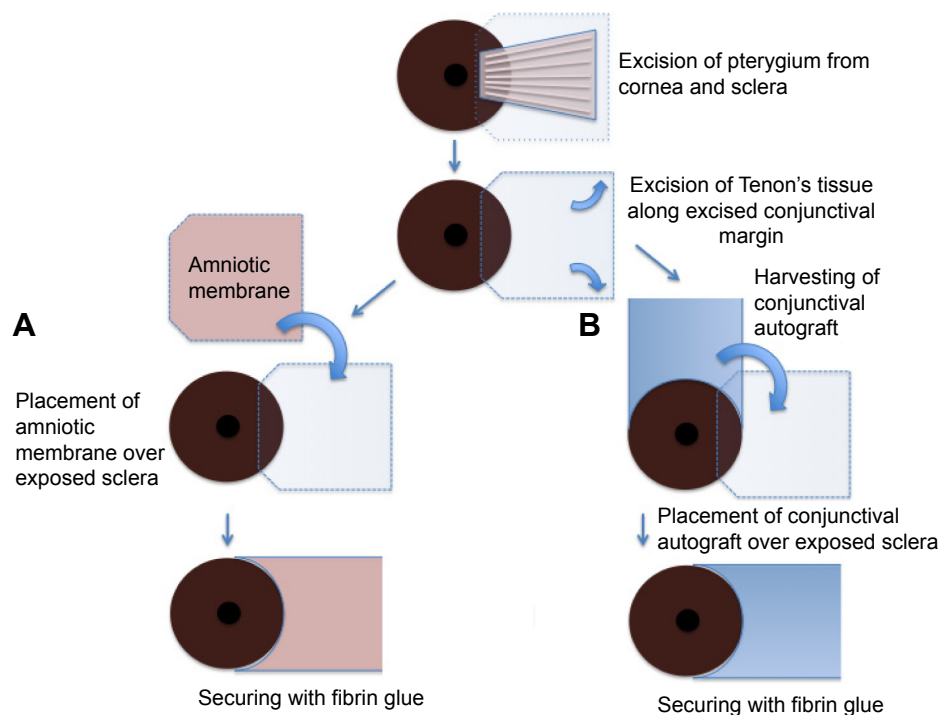 Excision of pterygium from
cornea and sclera
Excision of Tenon's tissue
along excised conjunctival
margin
Amniotic
membrane
Harvesting of
conjunctival
autograft
A
B
Placement of
amniotic
membrane over
exposed sclera
Placement of conjunctival
autograft over exposed sclera
Securing with fibrin glue
Securing with fibrin glue